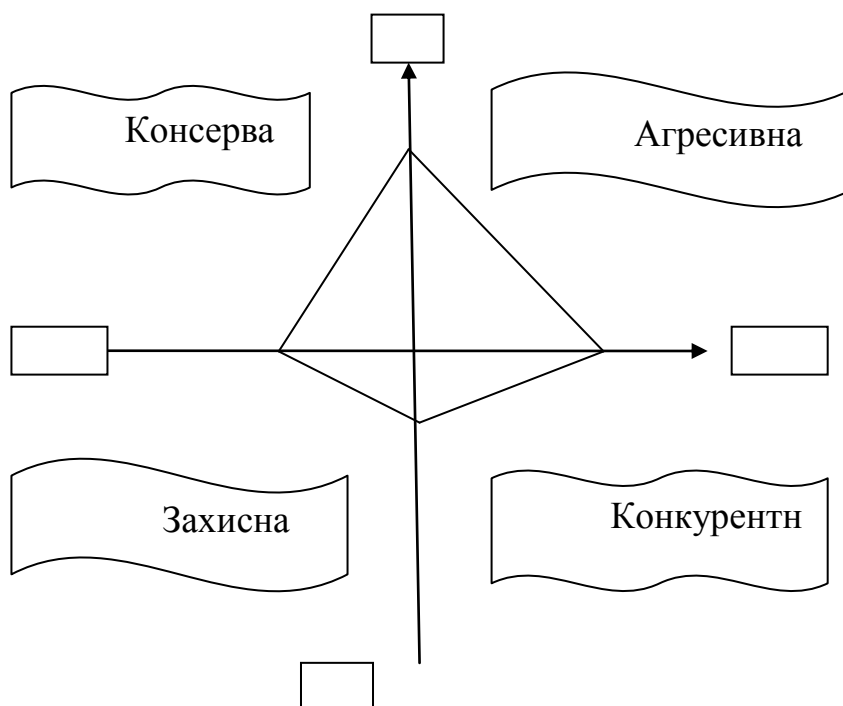 Консерва
Агресивна
Захисна
Конкурентн